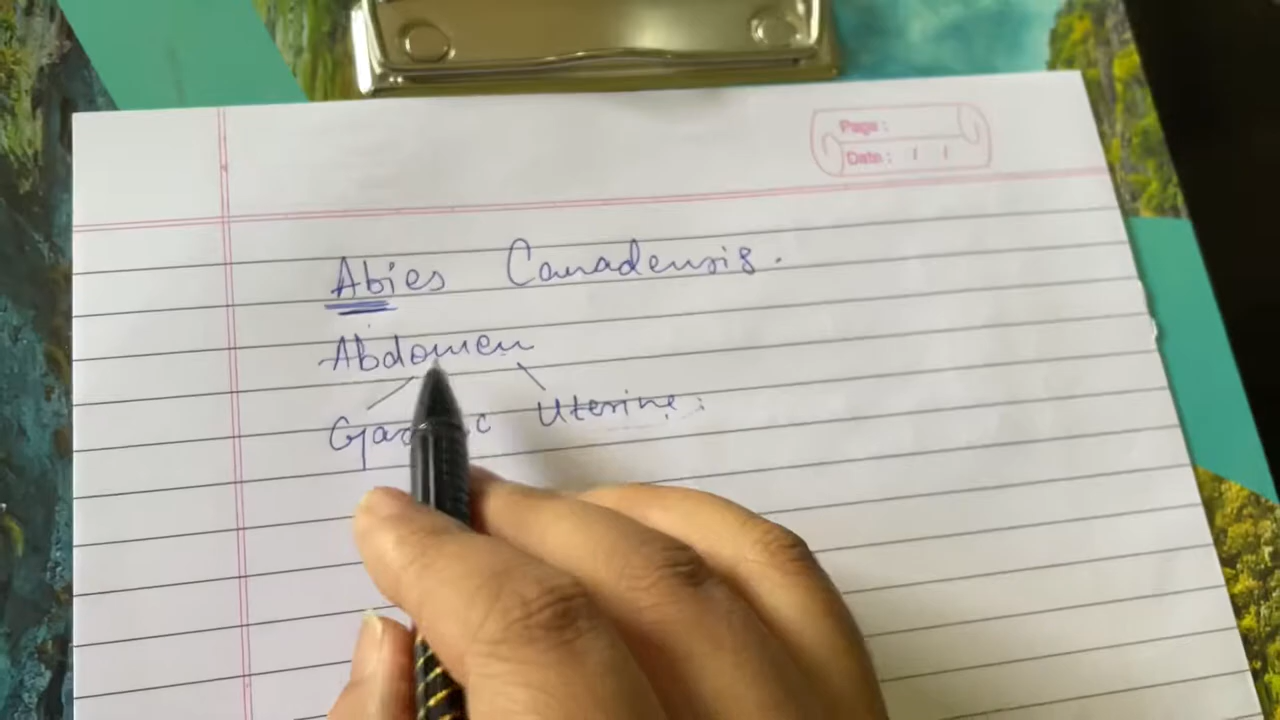 Page :
Date : / /
Abies Canadensis.
Abdomen
Uterine